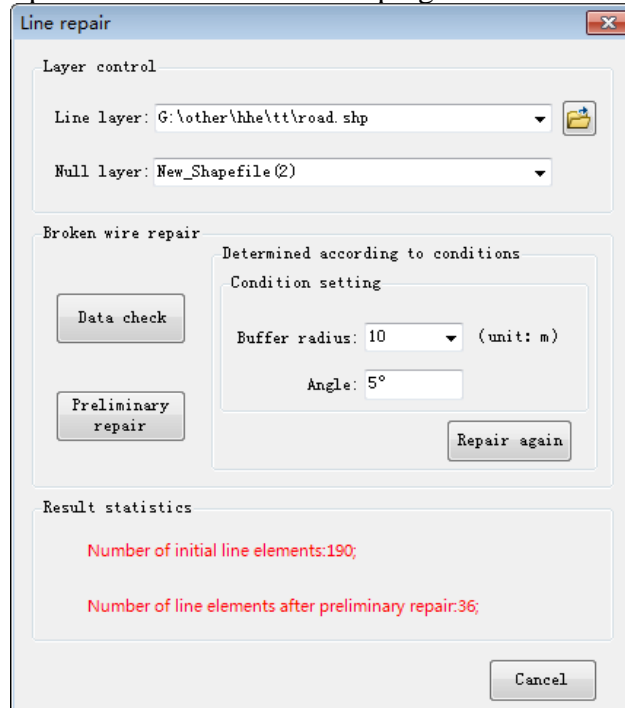 Line repair
Layer control
Line layer: G:\other\hhe\tt\road.shp
Null layer: New_Shapefile(2)
Broken wire repair
Determined according to conditions
Condition setting
Data check
Buffer radius: 10 (unit: m)
Angle: 5°
Preliminary
repair
Repair again
Result statistics
Number of initial line elements:190;
Number of line elements after preliminary repair:36;
Cancel